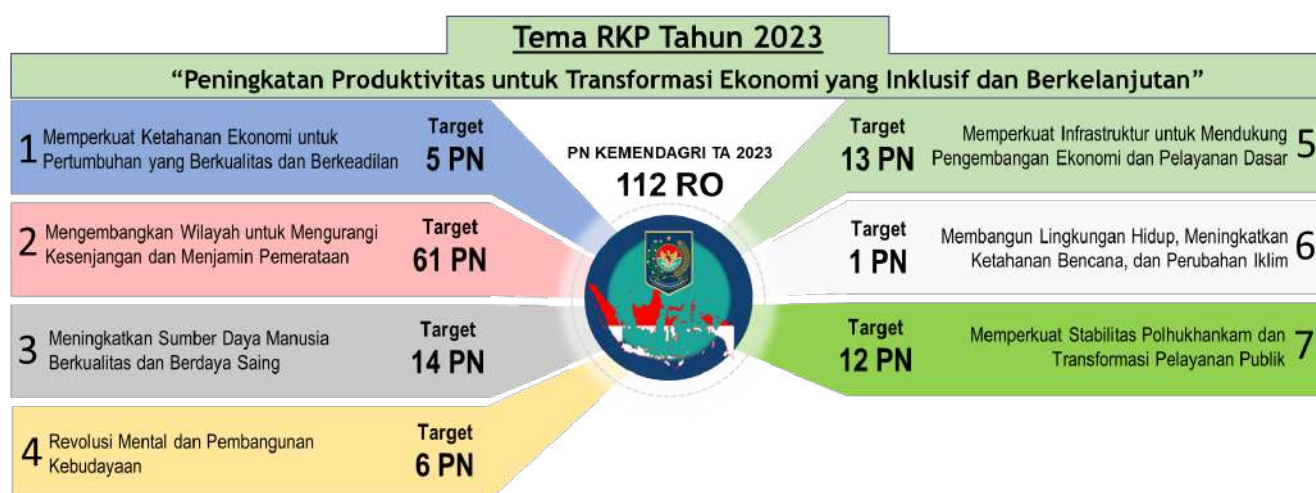 Tema RKP Tahun 2023
“Peningkatan Produktivitas untuk Transformasi Ekonomi yang Inklusif dan Berkelanjutan”
1
Memperkuat Ketahanan Ekonomi untuk
Pertumbuhan yang Berkualitas dan Berkeadilan
Target
5 PN
2
Mengembangkan Wilayah untuk Mengurangi
Kesenjangan dan Menjamin Pemerataan
Target
61 PN
3
Meningkatkan Sumber Daya Manusia
Berkualitas dan Berdaya Saing
Target
14 PN
4
Revolusi Mental dan Pembangunan
Kebudayaan
Target
6 PN
PN KEMENDAGRI TA 2023
112 RO
Target
13 PN
Memperkuat Infrastruktur untuk Mendukung
Pengembangan Ekonomi dan Pelayanan Dasar
5
Target
1 PN
Membangun Lingkungan Hidup, Meningkatkan
Ketahanan Bencana, dan Perubahan Iklim
6
Target
12 PN
Memperkuat Stabilitas Polhukhankam dan
Transformasi Pelayanan Publik
7